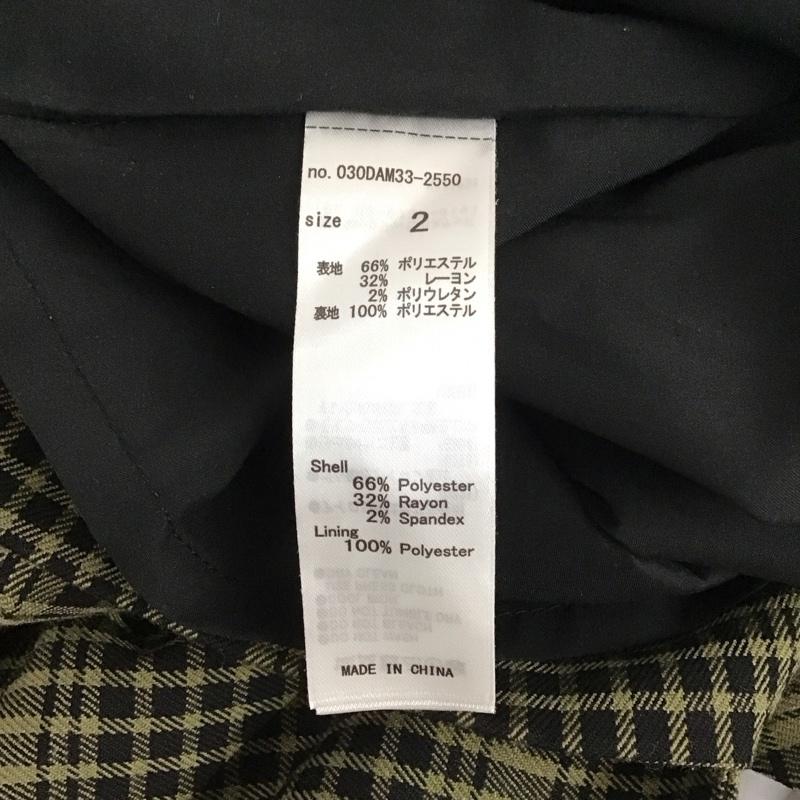 no. 030DAM33-2550
size 2
表地 66% ポリエステル
32% レーヨン
2% ポリウレタン
裏地 100% ポリエステル
Shell
66% Polyester
32% Rayon
2% Spandex
Lining
100% Polyester
MADE IN CHINA